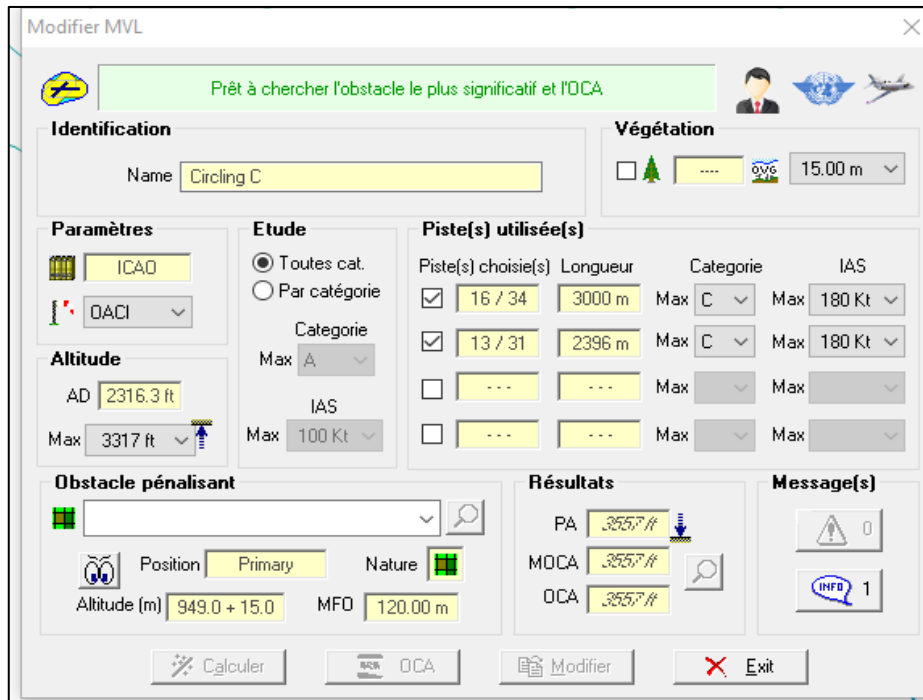 Modifier MVL
Prêt à chercher l'obstacle le plus significatif et l'OCA
Identification
Name Circling C
Végétation
---- OVG 15.00 m
Paramètres
ICAO
OACI
Altitude
AD 2316.3 ft
Max 3317 ft
Etude
Toutes cat.
Par catégorie
Categorie
Max A
IAS
Max 100 Kt
Piste(s) utilisée(s)
Piste(s) choisie(s) Longueur Categorie IAS
16 / 34 3000 m Max C Max 180 Kt
13 / 31 2396 m Max C Max 180 Kt
--- --- Max Max
--- --- Max Max
Obstacle pénalisant
Position Primary Nature
Altitude (m) 949.0 + 15.0 MFO 120.00 m
Résultats
PA 3557 ft
MOCA 3557 ft
OCA 3557 ft
Message(s)
0
INFO 1
Calculer OCA Modifier Exit